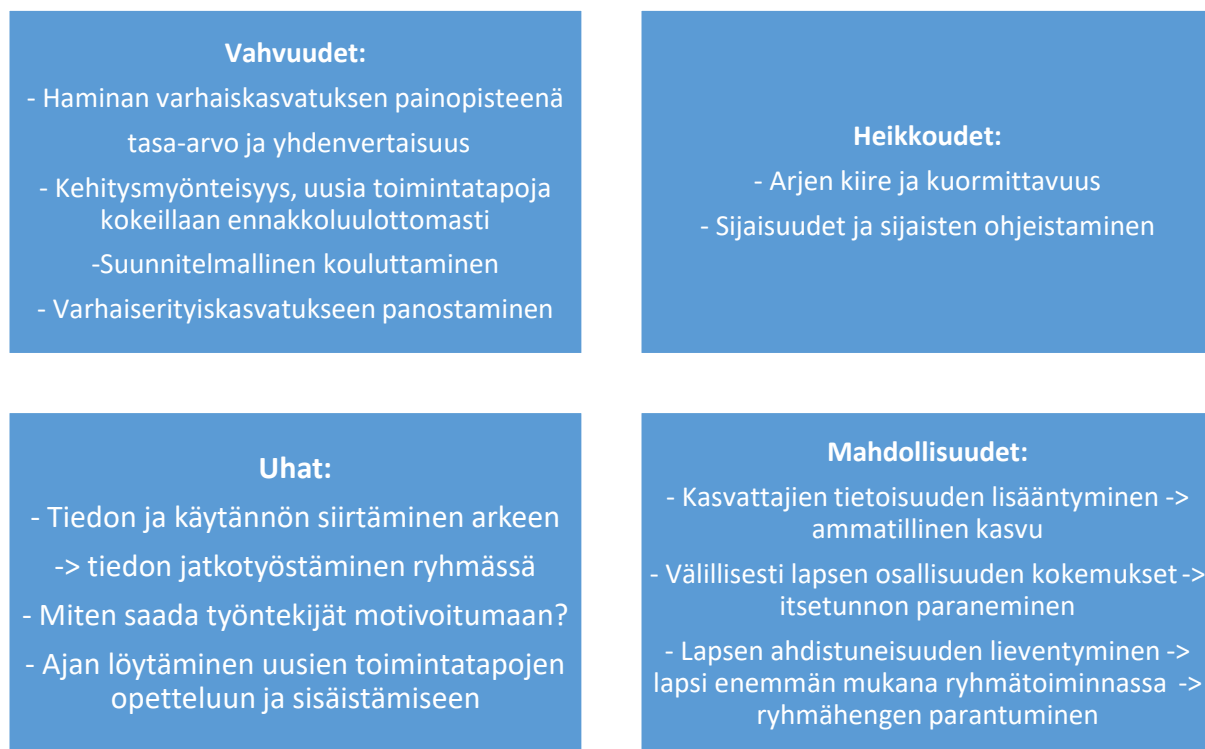 Vahvuudet:
- Haminan varhaiskasvatuksen painopisteenä
tasa-arvo ja yhdenvertaisuus
- Kehitysmyönteisyys, uusia toimintatapoja
kokeillaan ennakkoluulottomasti
-Suunnitelmallinen kouluttaminen
- Varhaiserityiskasvatukseen panostaminen
Heikkoudet:
- Arjen kiire ja kuormittavuus
- Sijaisuudet ja sijaisten ohjeistaminen
Uhat:
- Tiedon ja käytännön siirtäminen arkeen
-> tiedon jatkotyöstäminen ryhmässä
- Miten saada työntekijät motivoitumaan?
- Ajan löytäminen uusien toimintatapojen
opetteluun ja sisäistämiseen
Mahdollisuudet:
- Kasvattajien tietoisuuden lisääntyminen ->
ammatillinen kasvu
- Välillisesti lapsen osallisuuden kokemukset ->
itsetunnon paraneminen
- Lapsen ahdistuneisuuden lieventyminen ->
lapsi enemmän mukana ryhmätoiminnassa ->
ryhmähengen parantuminen